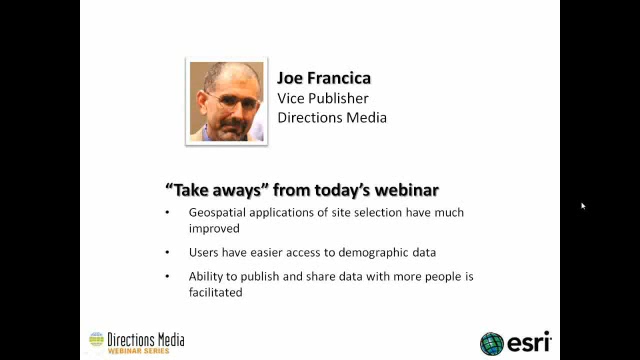 Joe Francica
Vice Publisher
Directions Media
“Take aways” from today’s webinar
• Geospatial applications of site selection have much
improved
• Users have easier access to demographic data
• Ability to publish and share data with more people is
facilitated
Directions Media
WEBINAR SERIES
esri